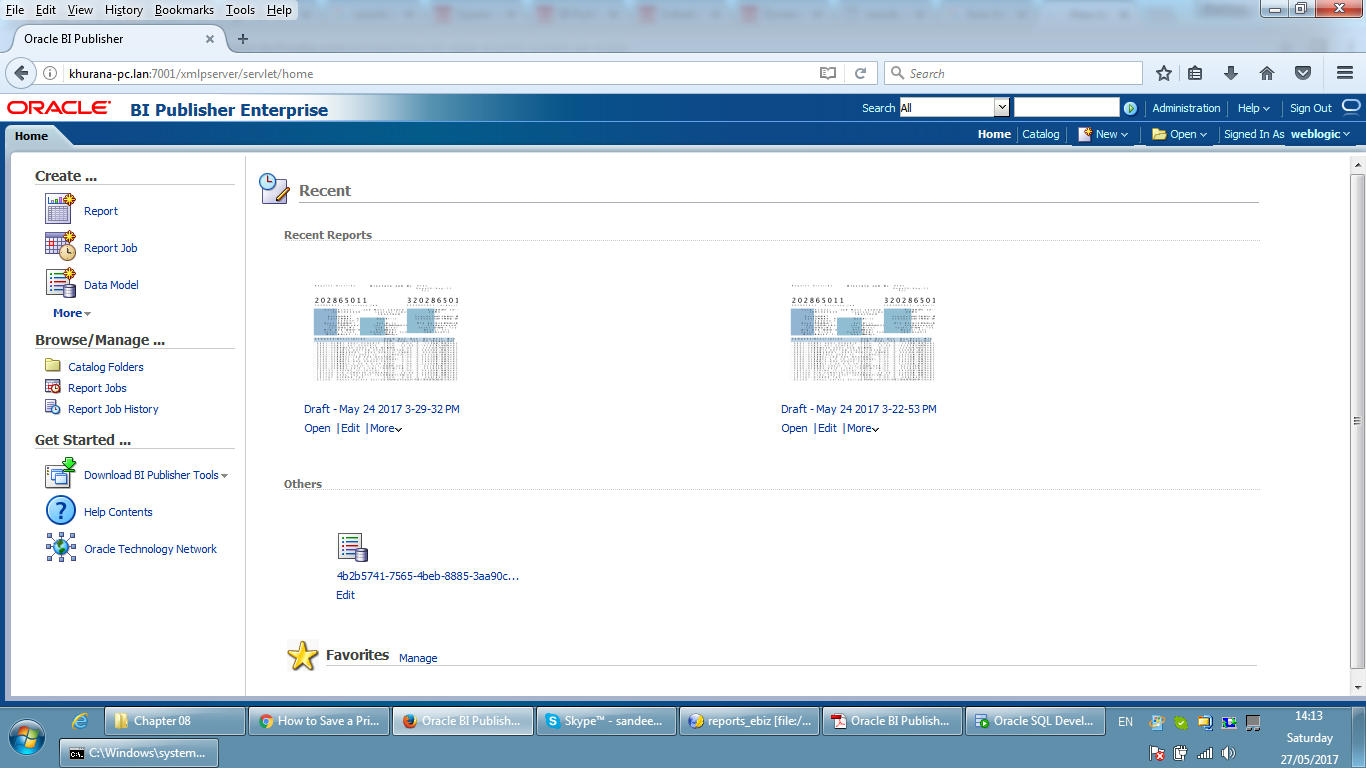 File Edit View History Bookmarks Tools Help
Oracle BI Publisher
khurana-pc.lan:7001/xmlpserver/servlet/home
Search
ORACLE BI Publisher Enterprise
Search All Administration Help Sign Out
Home
Home Catalog New Open Signed In As weblogic
Create ...
Report
Report Job
Data Model
More
Browse/Manage ...
Catalog Folders
Report Jobs
Report Job History
Get Started ...
Download BI Publisher Tools
Help Contents
Oracle Technology Network
Recent
Recent Reports
202865011 3202865011
202865011 3202865011
Draft - May 24 2017 3-29-32 PM
Open |Edit |More
Draft - May 24 2017 3-22-53 PM
Open |Edit |More
Others
4b2b5741-7565-4beb-8885-3aa90c...
Edit
Favorites Manage
Chapter 08
How to Save a Pri...
Oracle BI Publish...
Skype™ - sandee...
reports_ebiz [file:/...
Oracle BI Publish...
Oracle SQL Devel...
C:\Windows\system...
EN
14:13
Saturday
27/05/2017